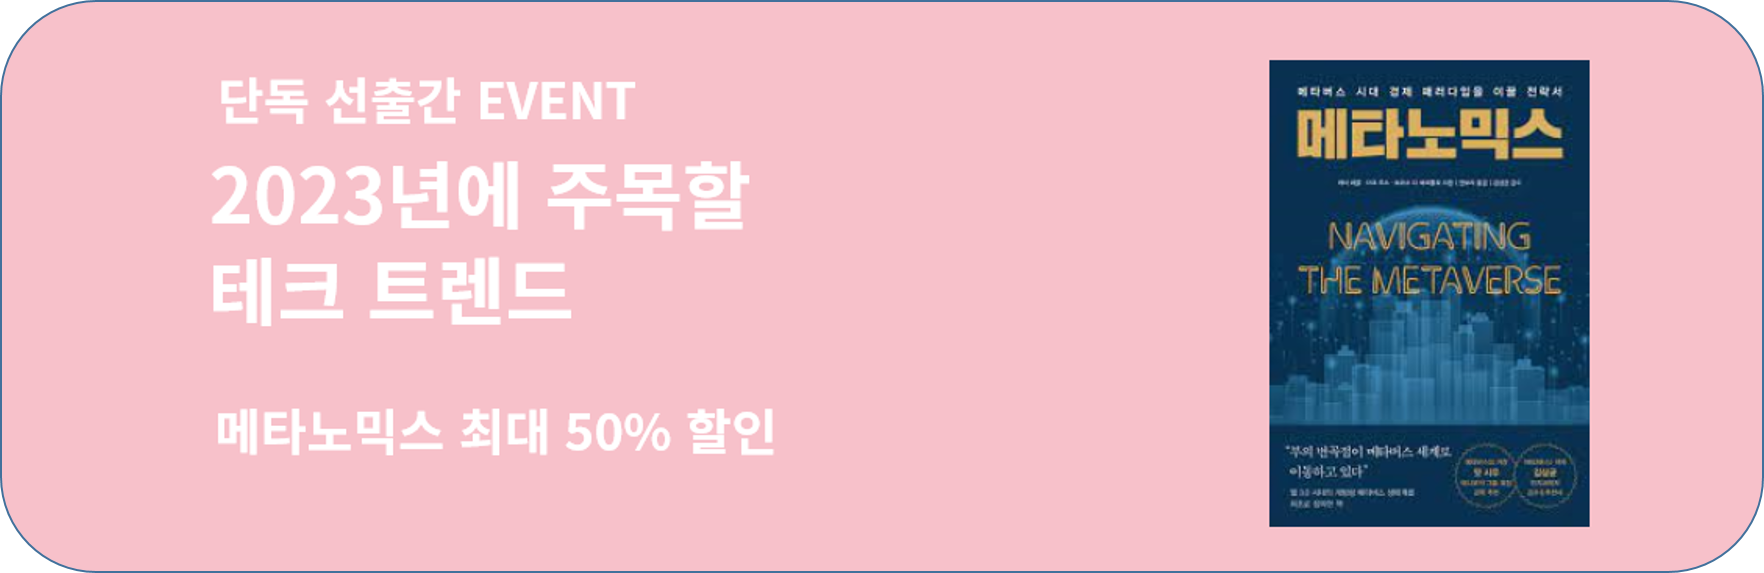 단독 선출간 EVENT
2023년에 주목할
테크 트렌드
메타노믹스 최대 50% 할인
메타버스 시대 경제 패러다임을 이끌 전략서
메타노믹스
NAVIGATING
THE METAVERSE
"부의 변곡점이 메타버스 세계로
이동하고 있다"
김상균